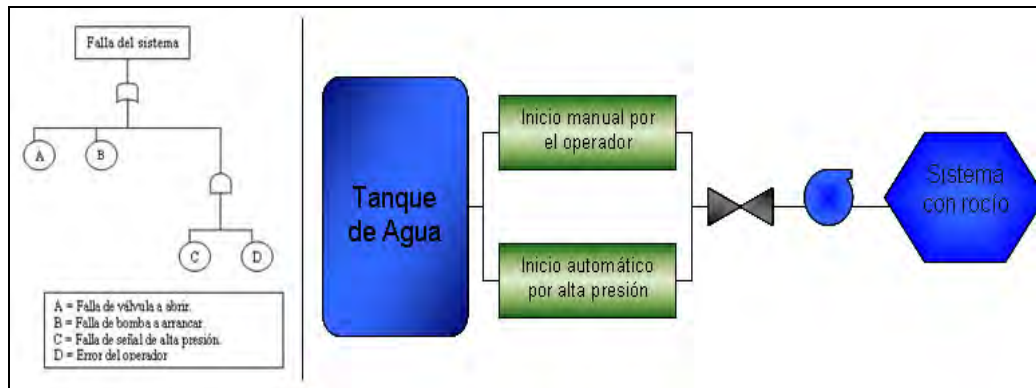 Falla del sistema
A
B
C
D
A = Falla de válvula a abrir.
B = Falla de bomba a arrancar.
C = Falla de señal de alta presión.
D = Error del operador
Tanque
de Agua
Inicio manual por
el operador
Inicio automático
por alta presión
Sistema
con rocío